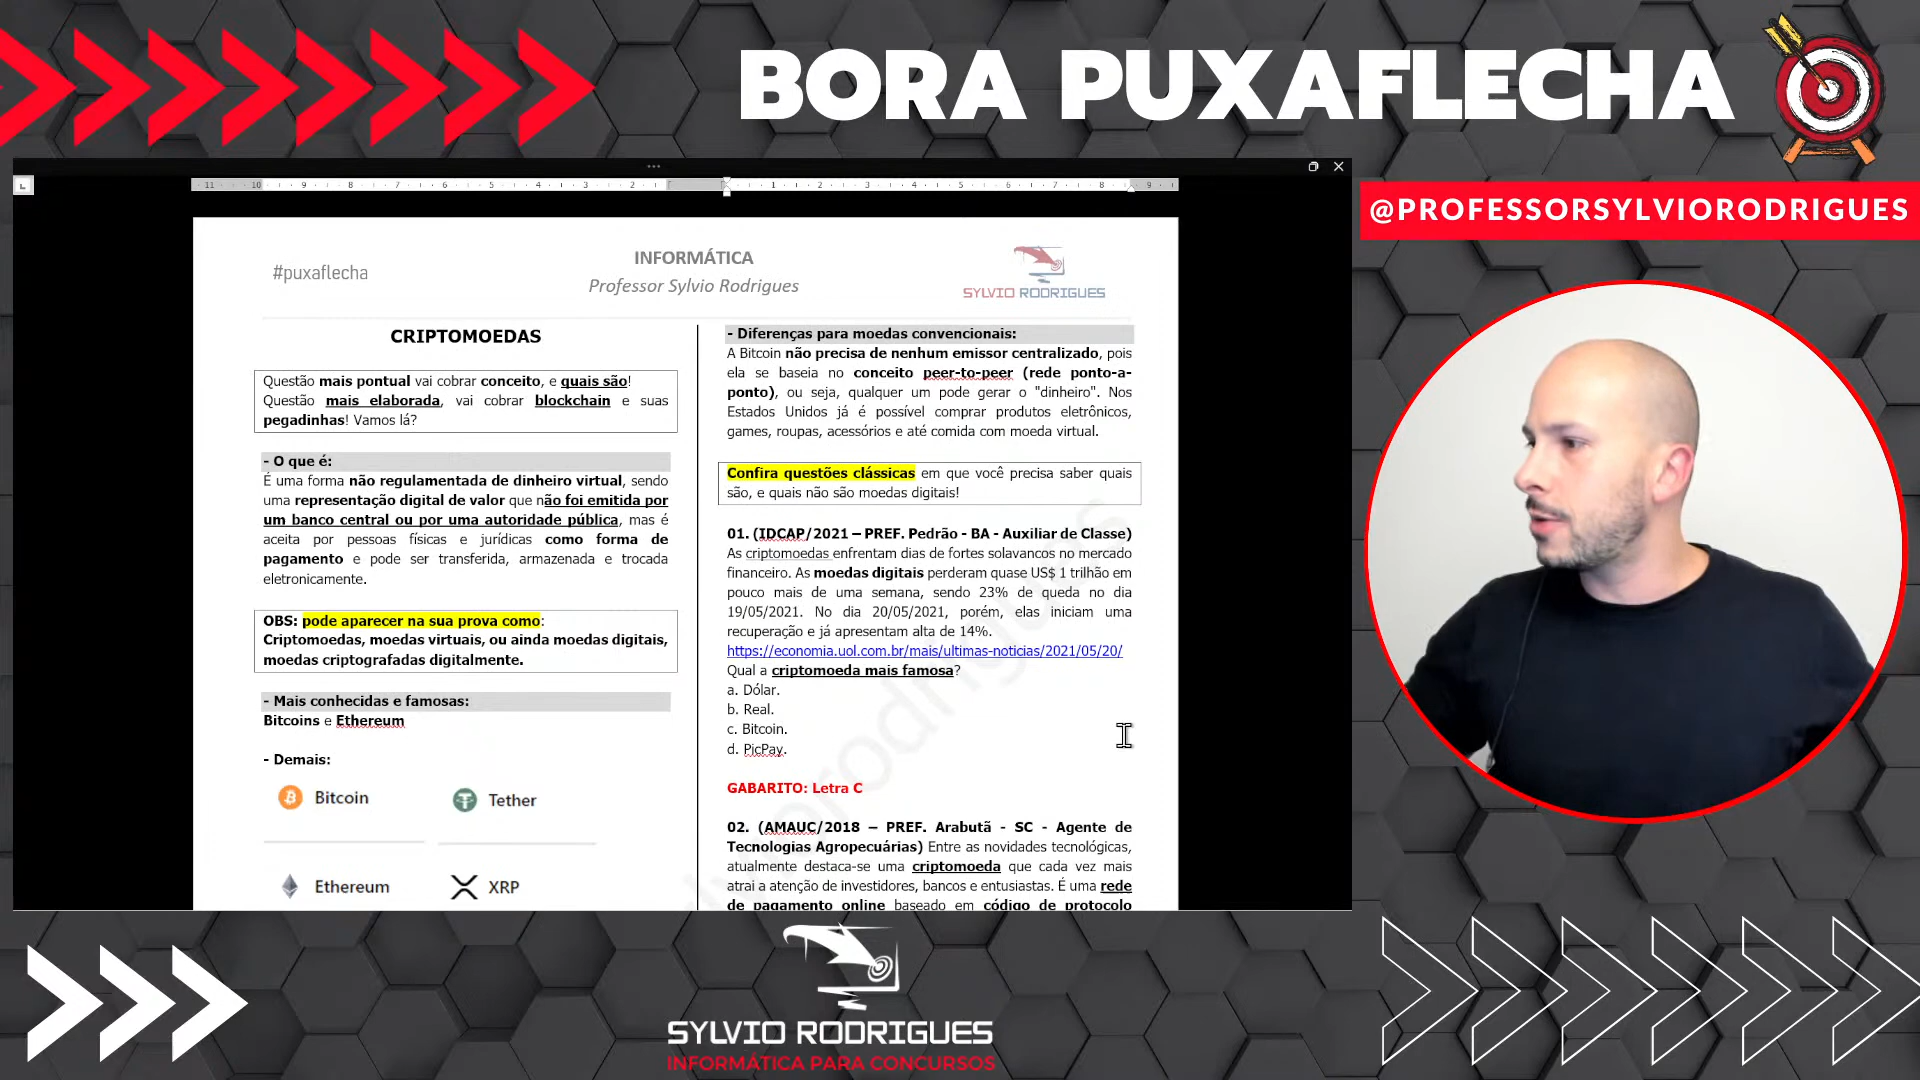 BORA PUXAFLECHA
@PROFESSORSYLVIORODRIGUES
#puxaflecha
INFORMÁTICA
Professor Sylvio Rodrigues
SYLVIO RODRIGUES
CRIPTOMOEDAS
Questão mais pontual vai cobrar conceito, e quais são!
Questão mais elaborada, vai cobrar blockchain e suas
pegadinhas! Vamos lá?
- O que é:
É uma forma não regulamentada de dinheiro virtual, sendo
uma representação digital de valor que não foi emitida por
um banco central ou por uma autoridade pública, mas é
aceita por pessoas físicas e jurídicas como forma de
pagamento e pode ser transferida, armazenada e trocada
eletronicamente.
OBS: pode aparecer na sua prova como:
Criptomoedas, moedas virtuais, ou ainda moedas digitais,
moedas criptografadas digitalmente.
- Mais conhecidas e famosas:
Bitcoins e Ethereum
- Demais:
Bitcoin
Tether
Ethereum
XRP
- Diferenças para moedas convencionais:
A Bitcoin não precisa de nenhum emissor centralizado, pois
ela se baseia no conceito peer-to-peer (rede ponto-a-
ponto), ou seja, qualquer um pode gerar o "dinheiro". Nos
Estados Unidos já é possível comprar produtos eletrônicos,
games, roupas, acessórios e até comida com moeda virtual.
Confira questões clássicas em que você precisa saber quais
são, e quais não são moedas digitais!
01. (IDCAP/2021 – PREF. Pedrão - BA - Auxiliar de Classe)
As criptomoedas enfrentam dias de fortes solavancos no mercado
financeiro. As moedas digitais perderam quase US$ 1 trilhão em
pouco mais de uma semana, sendo 23% de queda no dia
19/05/2021. No dia 20/05/2021, porém, elas iniciam uma
recuperação e já apresentam alta de 14%.
https://economia.uol.com.br/mais/ultimas-noticias/2021/05/20/
Qual a criptomoeda mais famosa?
a. Dólar.
b. Real.
c. Bitcoin.
d. PicPay.
GABARITO: Letra C
02. (AMAUC/2018 – PREF. Arabutã - SC - Agente de
Tecnologias Agropecuárias) Entre as novidades tecnológicas,
atualmente destaca-se uma criptomoeda que cada vez mais
atrai a atenção de investidores, bancos e entusiastas. É uma rede
de pagamento online baseado em código de protocolo
SYLVIO RODRIGUES
INFORMÁTICA PARA CONCURSOS